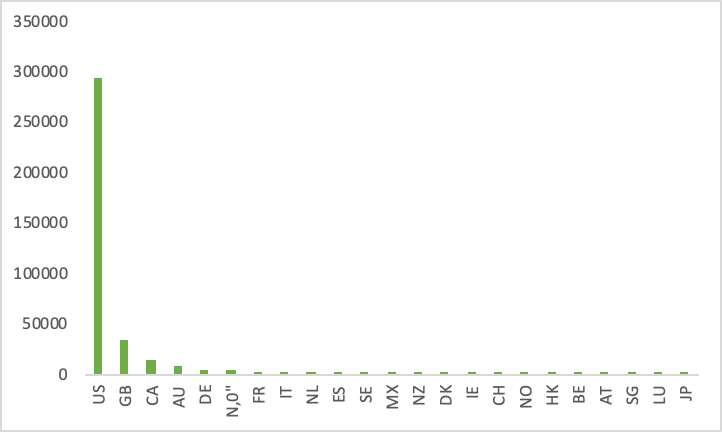 350000
300000
250000
200000
150000
100000
50000
0
US
GB
CA
AU
DE
N,0"
FR
IT
NL
ES
SE
MX
NZ
DK
IE
CH
NO
HK
BE
AT
SG
LU
JP